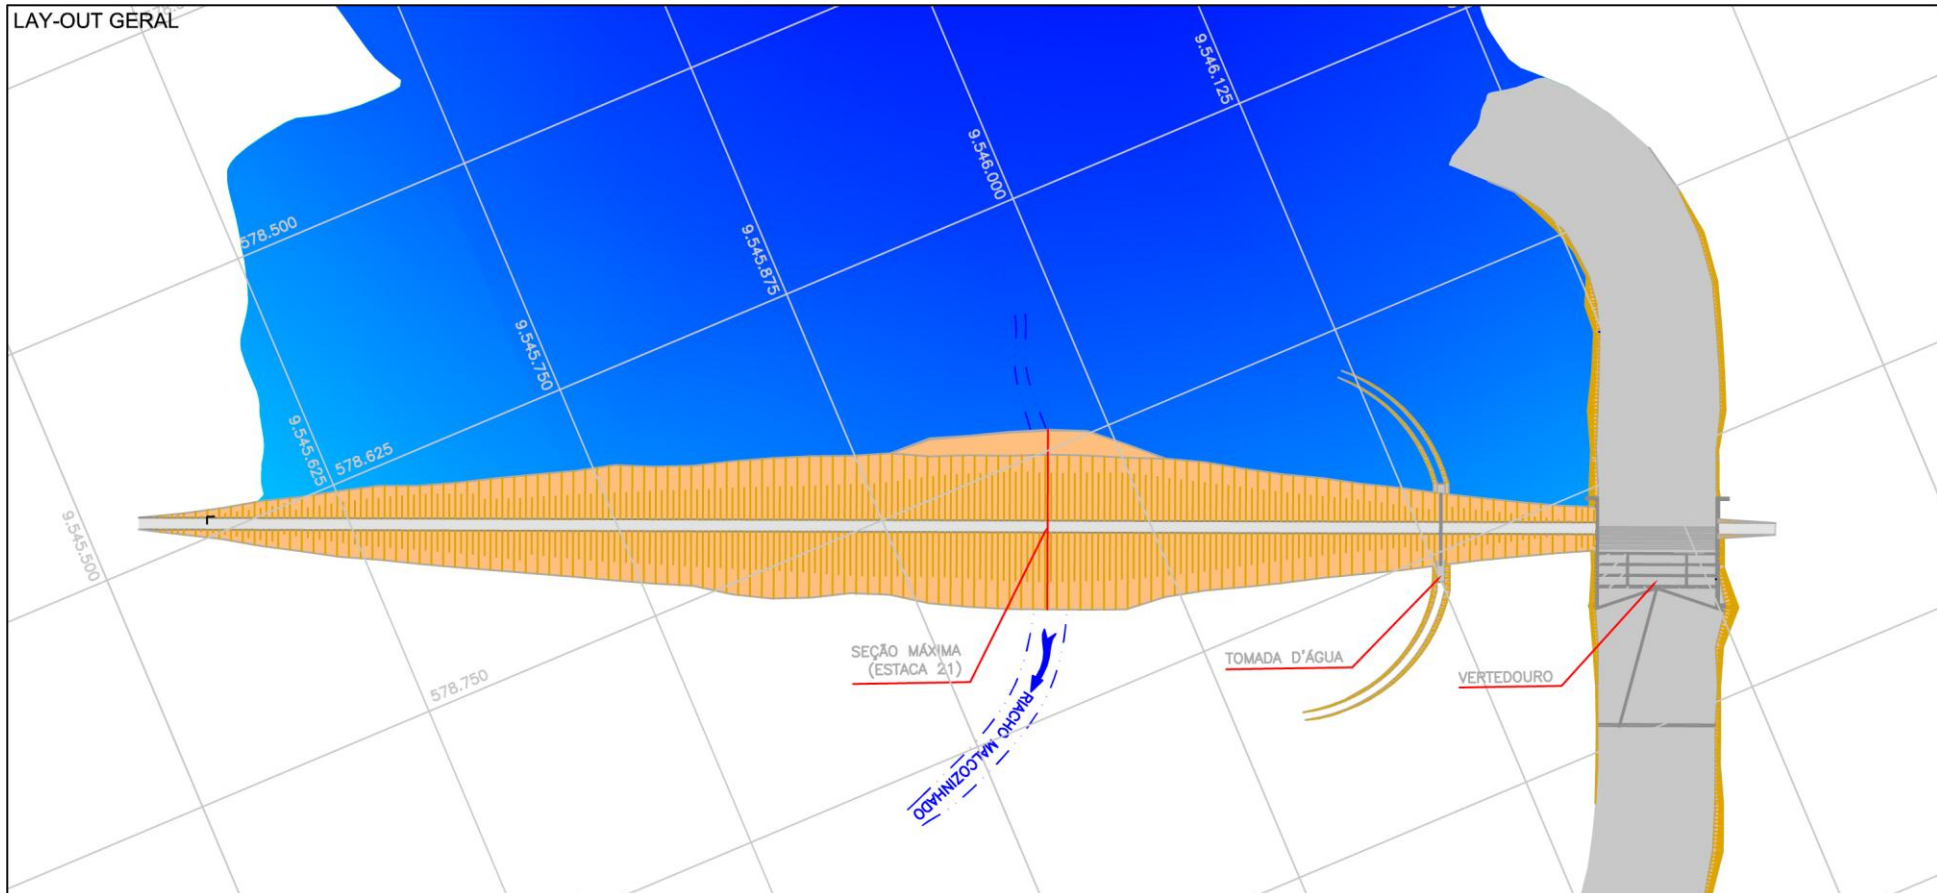 LAY-OUT GERAL
9.546.125
9.546.000
578.500
9.545.875
9.545.750
9.545.625
578.625
9.545.500
SEÇÃO MÁXIMA
(ESTACA 21)
TOMADA D'ÁGUA
VERTEDOURO
578.750
RIACHO MALCOZINHADO